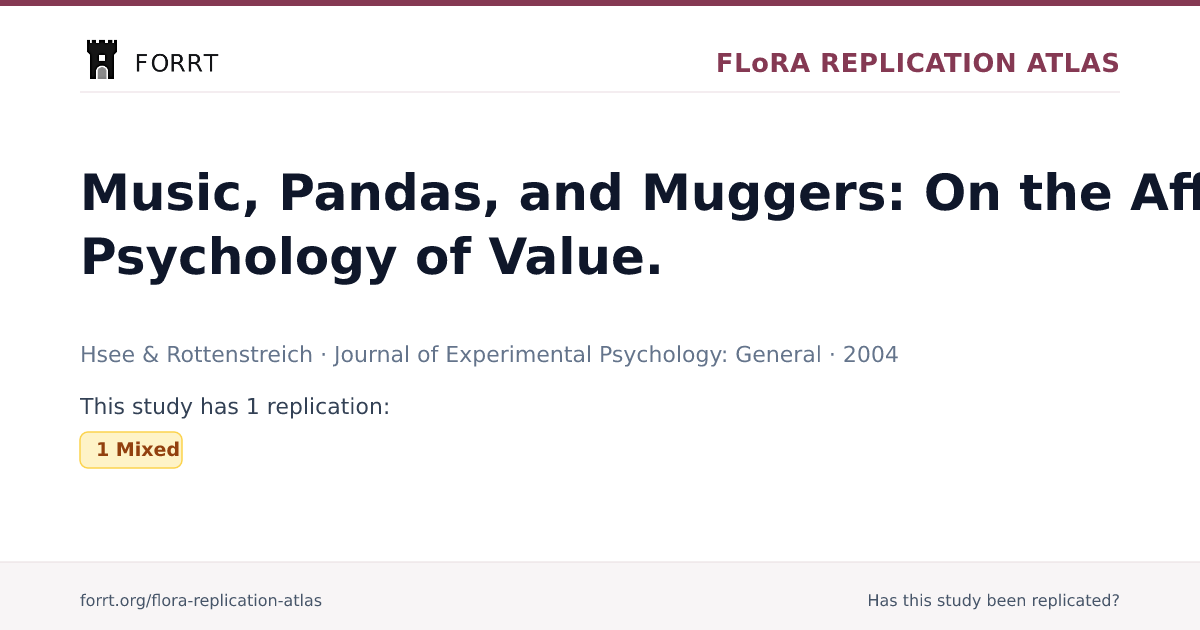 FORRT
FLoRA REPLICATION ATLAS
Music, Pandas, and Muggers: On the
Psychology of Value.
Hsee & Rottenstreich · Journal of Experimental Psychology: General · 2004
This study has 1 replication:
1 Mixed
forrt.org/flora-replication-atlas
Has this study been replicated?